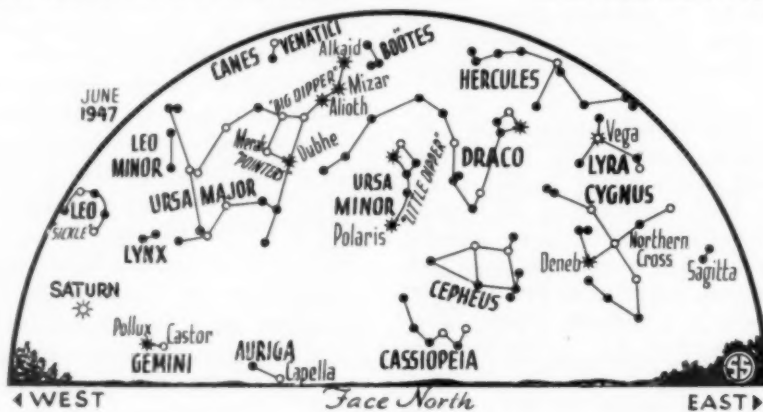 CANES VENATICI
Alkaid
BOÖTES
HERCULES
JUNE
1947
"BIG DIPPER"
Mizar
Alioth
LEO
MINOR
Merak
"POINTERS"
Dubhe
URSA MAJOR
URSA
MINOR
"LITTLE DIPPER"
Polaris
DRACO
Vega
LYRA
CYGNUS
LEO
"SICKLE"
LYNX
Deneb
Northern
Cross
Sagitta
CEPHEUS
SATURN
Pollux
Castor
GEMINI
AURIGA
Capella
CASSIOPEIA
SS
WEST
Face North
EAST